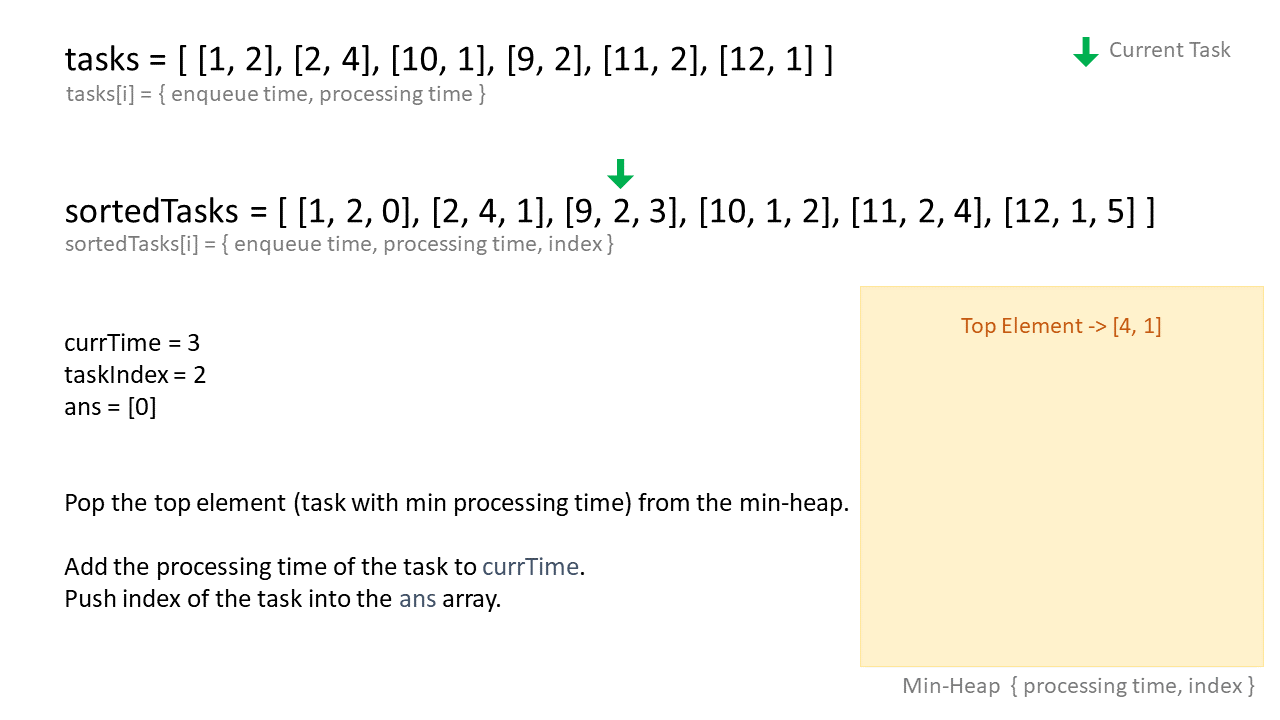 tasks = [ [1, 2], [2, 4], [10, 1], [9, 2], [11, 2], [12, 1] ]
tasks[i] = { enqueue time, processing time }
Current Task
sortedTasks = [ [1, 2, 0], [2, 4, 1], [9, 2, 3], [10, 1, 2], [11, 2, 4], [12, 1, 5] ]
sortedTasks[i] = { enqueue time, processing time, index }
currTime = 3
taskIndex = 2
ans = [0]
Pop the top element (task with min processing time) from the min-heap.
Add the processing time of the task to currTime.
Push index of the task into the ans array.
Top Element -> [4, 1]
Min-Heap { processing time, index }